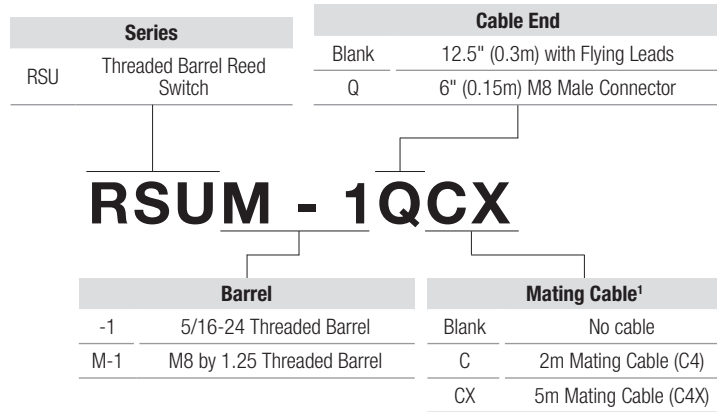 Series
RSU Threaded Barrel Reed
Switch
Cable End
Blank 12.5" (0.3m) with Flying Leads
Q 6" (0.15m) M8 Male Connector
RSUM - 1QCX
Barrel
-1 5/16-24 Threaded Barrel
M-1 M8 by 1.25 Threaded Barrel
Mating Cable¹
Blank No cable
C 2m Mating Cable (C4)
CX 5m Mating Cable (C4X)